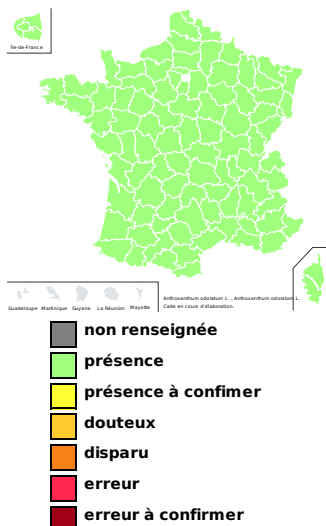 Île-de-France
Guadeloupe Martinique Guyane La Réunion Mayotte
Anthoxanthum odoratum L. , Anthoxanthum odoratum L.
Carte en cours d'élaboration.
non renseignée
présence
présence à confimer
douteux
disparu
erreur
erreur à confirmer